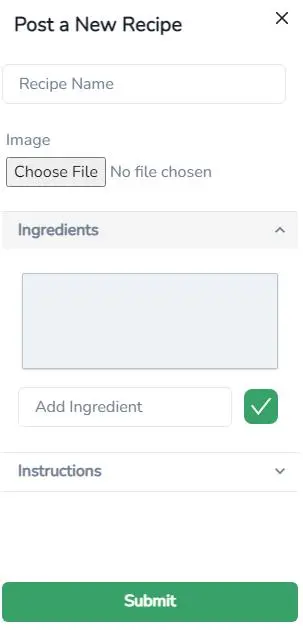 Post a New Recipe
Recipe Name
Image
Choose File No file chosen
Ingredients
Add Ingredient
Instructions
Submit